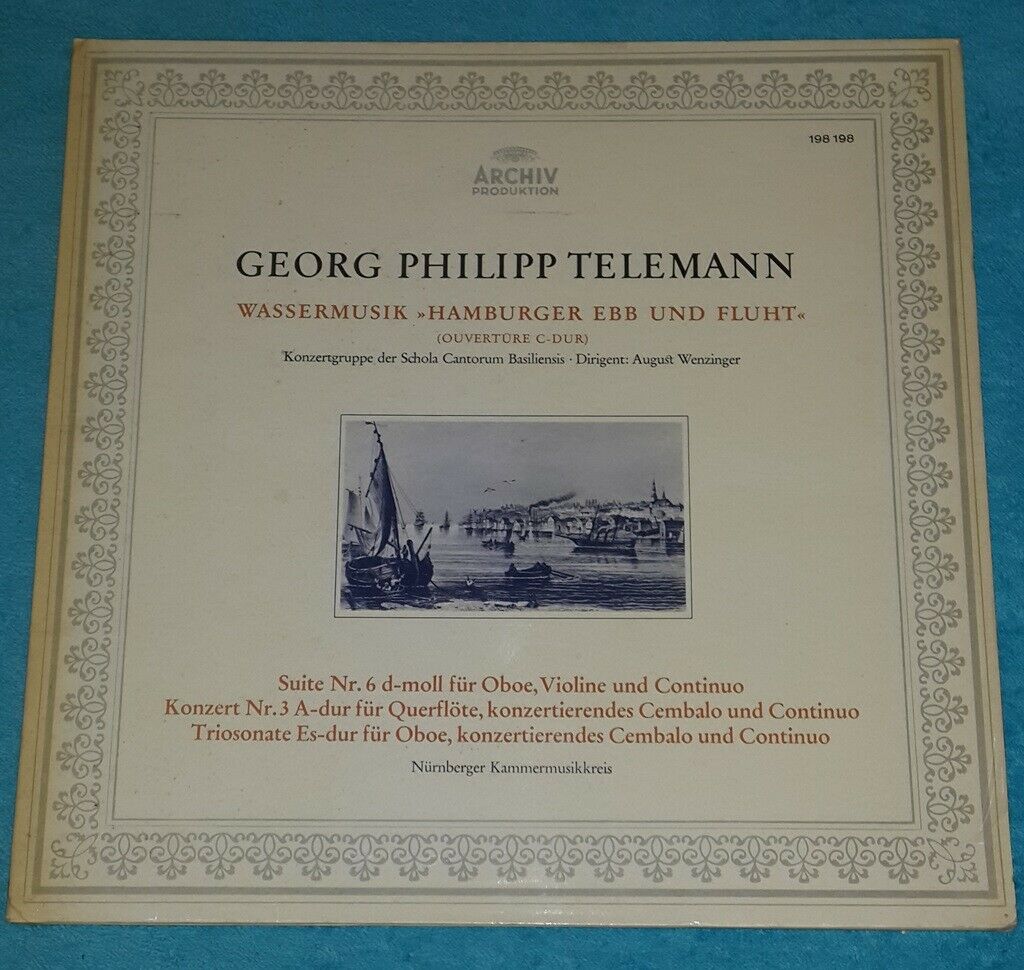 198 198
ARCHIV
PRODUKTION
GEORG PHILIPP TELEMANN
WASSERMUSIK »HAMBURGER EBB UND FLUHT«
(OUVERTÜRE C-DUR)
Konzertgruppe der Schola Cantorum Basiliensis · Dirigent: August Wenzinger
Suite Nr. 6 d-moll für Oboe, Violine und Continuo
Konzert Nr. 3 A-dur für Querflöte, konzertierendes Cembalo und Continuo
Triosonate Es-dur für Oboe, konzertierendes Cembalo und Continuo
Nürnberger Kammermusikkreis